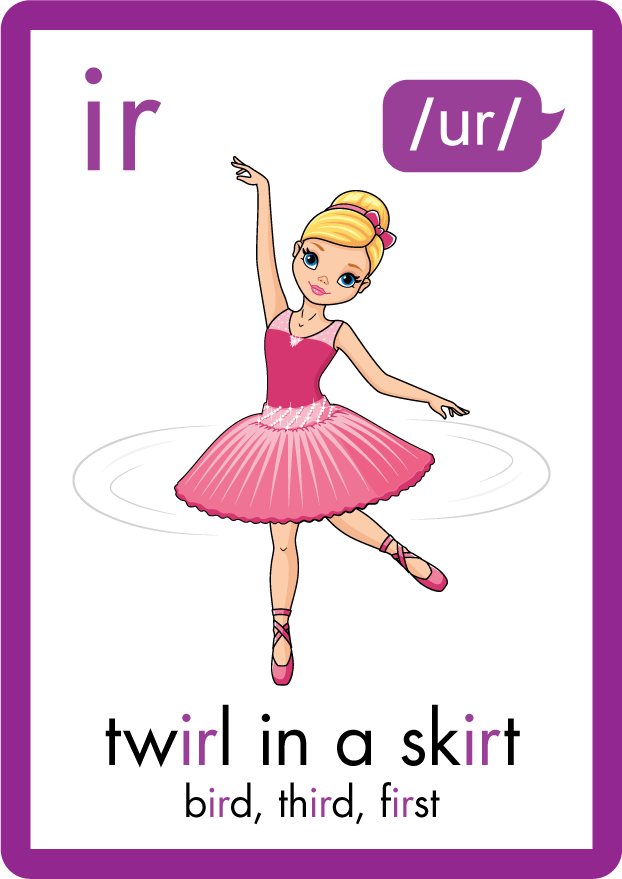 ir
/ur/
twirl in a skirt
bird, third, first